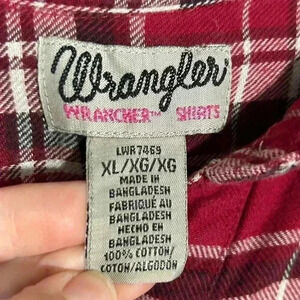 Wrangler
WRANCHER™ SHIRTS
LWR7469
XL/XG/XG
MADE IN
BANGLADESH
FABRIQUÉ AU
BANGLADESH
HECHO EN
BANGLADESH
100% COTTON/
COTON/ALGODÓN